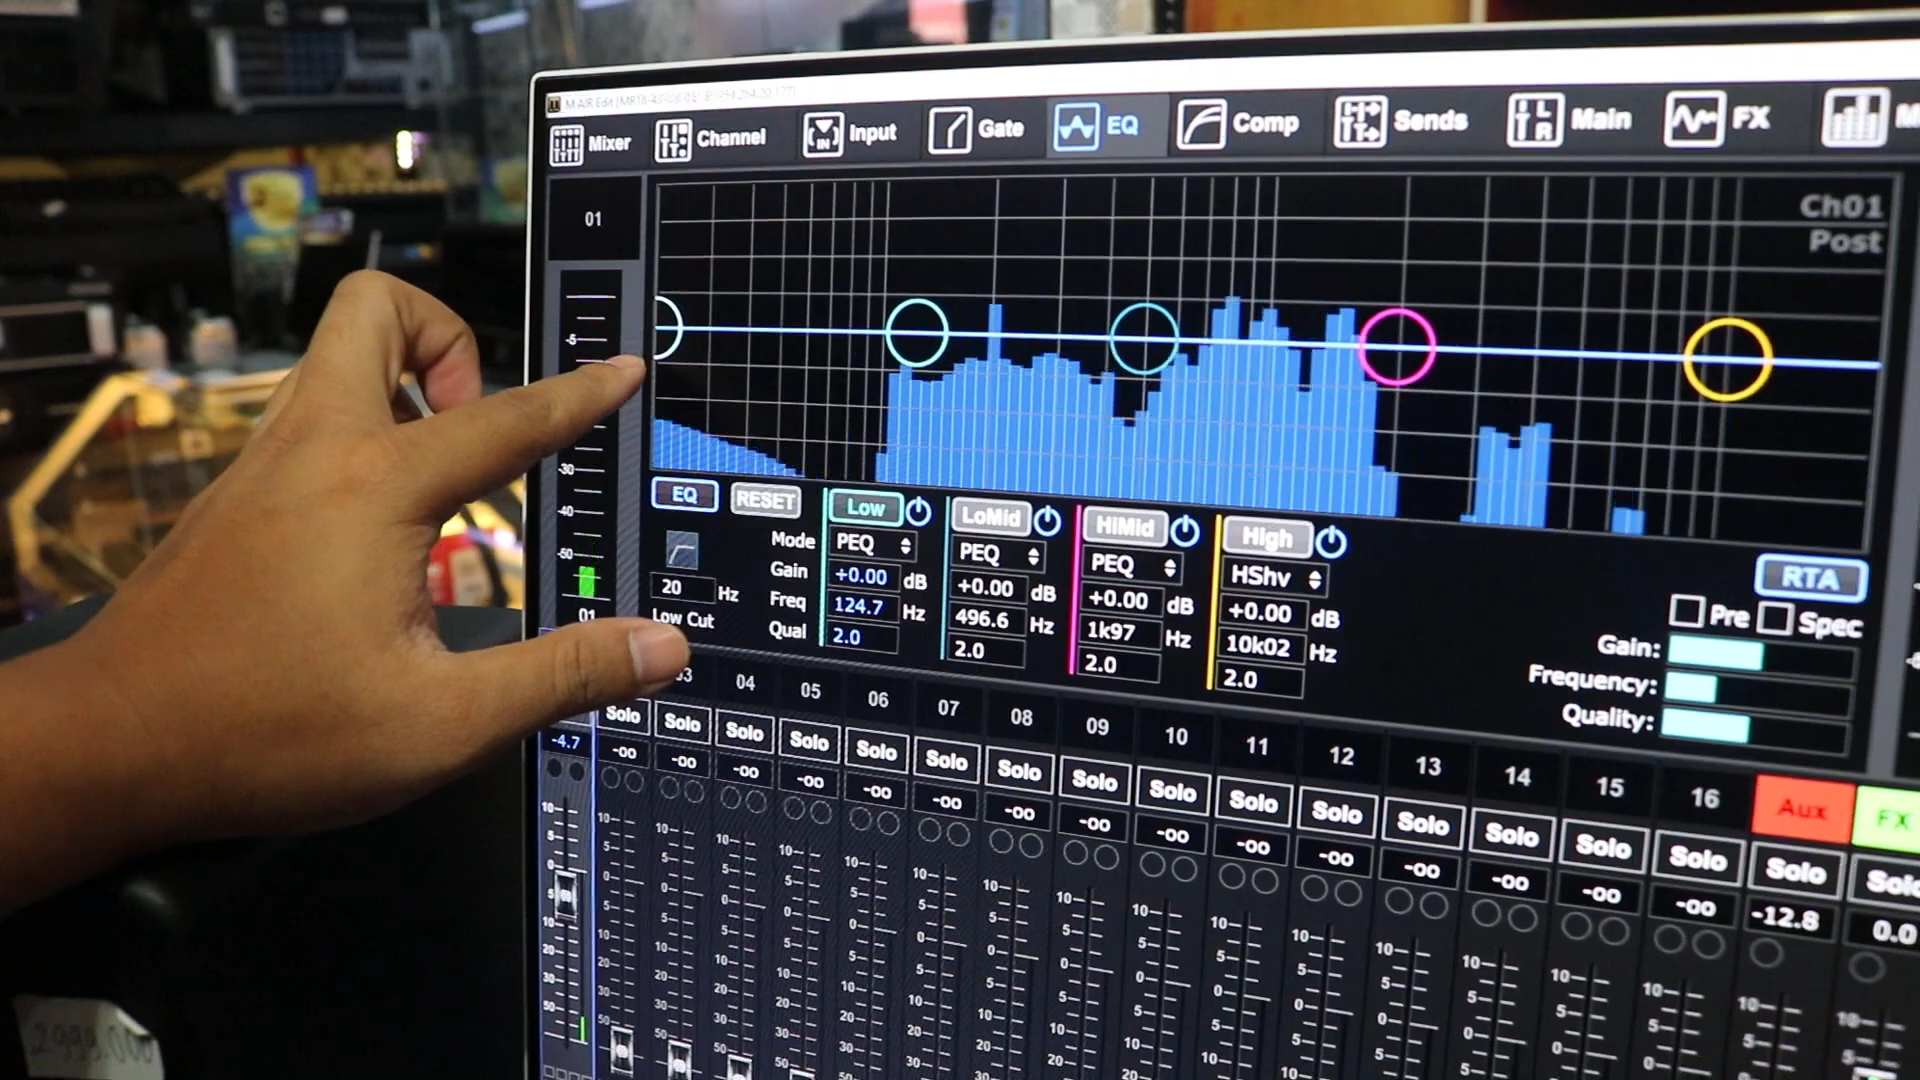 M AIR Edit
Mixer Channel Input Gate EQ Comp Sends Main FX
01
Ch01
Post
-5
-30
-40
-50
01
EQ RESET Low LoMid HiMid High
Mode PEQ PEQ PEQ HShv
Gain +0.00 dB +0.00 dB +0.00 dB +0.00 dB
Freq 124.7 Hz 496.6 Hz 1k97 Hz 10k02 Hz
Qual 2.0 2.0 2.0 2.0
20 Hz
Low Cut
RTA
Pre Spec
Gain:
Frequency:
Quality:
04 05 06 07 08 09 10 11 12 13 14 15 16 Aux FX
Solo Solo Solo Solo Solo Solo Solo Solo Solo Solo Solo Solo Solo Solo Solo Solo
-4.7 -oo -oo -oo -oo -oo -oo -oo -oo -oo -oo -oo -oo -oo -oo -oo -12.8 0.0